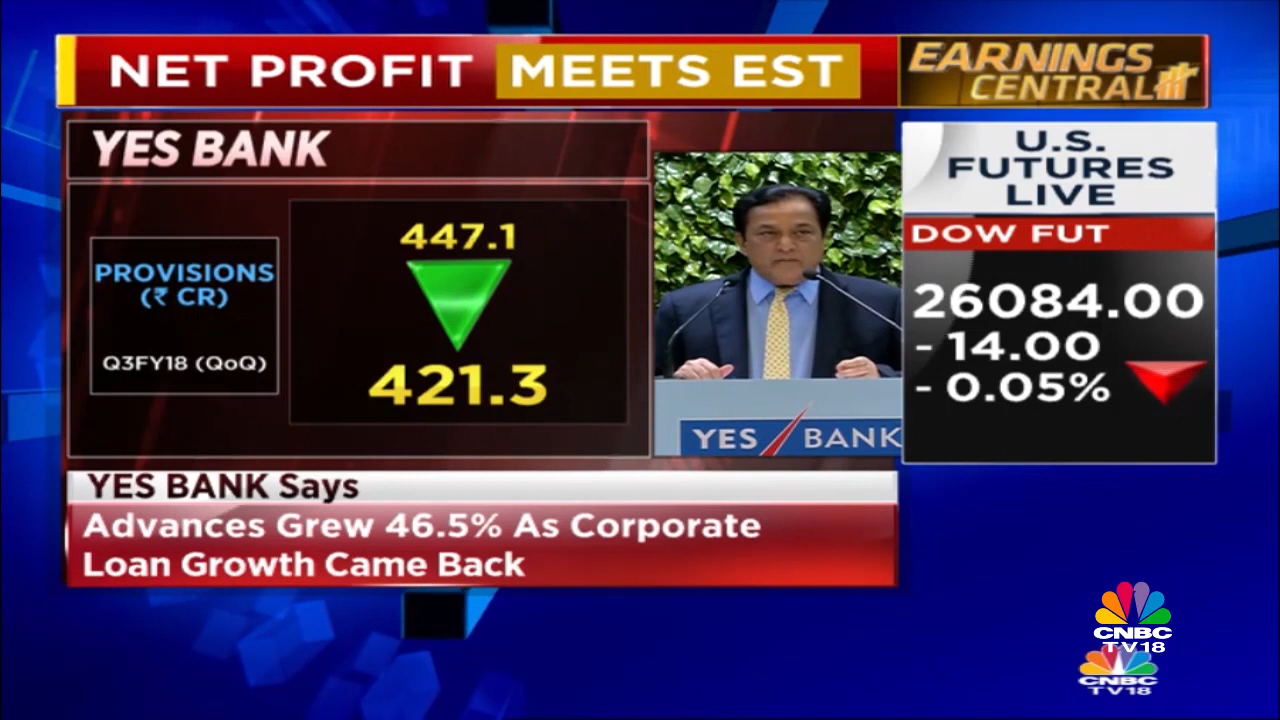 NET PROFIT MEETS EST
EARNINGS
CENTRAL
YES BANK
PROVISIONS
(₹ CR)
Q3FY18 (QoQ)
447.1
421.3
YES BANK
U.S.
FUTURES
LIVE
DOW FUT
26084.00
- 14.00
- 0.05%
YES BANK Says
Advances Grew 46.5% As Corporate
Loan Growth Came Back
CNBC
TV18
CNBC
TV18